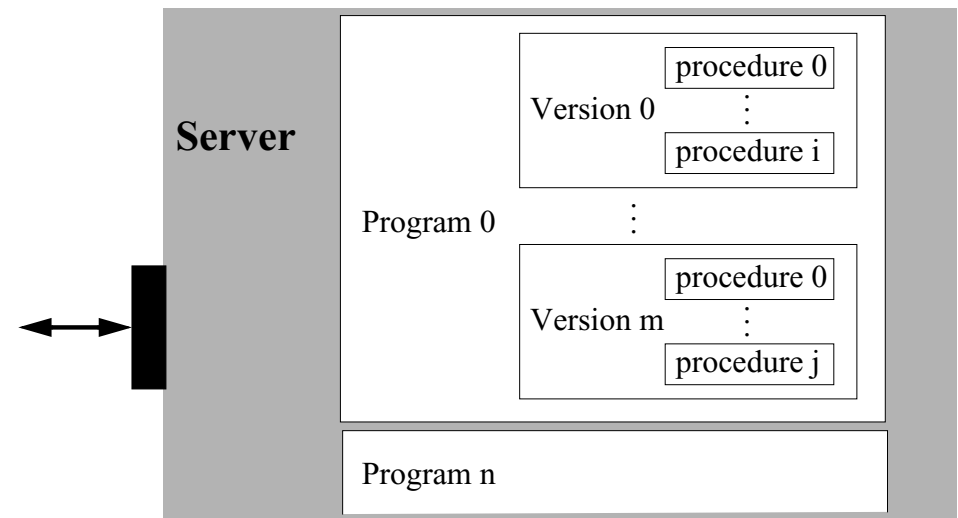 Server
Program 0
Version 0
procedure 0
procedure i
Version m
procedure 0
procedure j
Program n